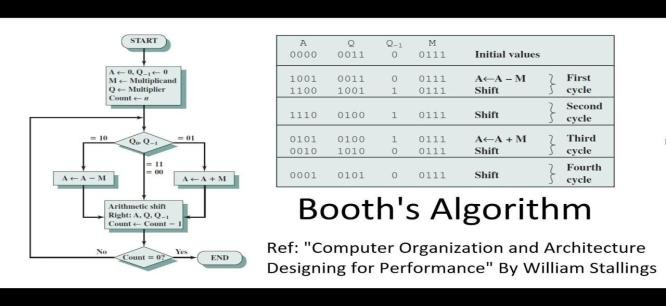 START
A ← 0, Q₋₁ ← 0
M ← Multiplicand
Q ← Multiplier
Count ← n
= 10
Q₀, Q₋₁
= 01
= 11
= 00
A ← A − M
A ← A + M
Arithmetic shift
Right: A, Q, Q₋₁
Count ← Count − 1
No
Count = 0?
Yes
END
A Q Q₋₁ M
0000 0011 0 0111 Initial values
1001 0011 0 0111 A←A − M First
1100 1001 1 0111 Shift cycle
1110 0100 1 0111 Shift Second
cycle
0101 0100 1 0111 A←A + M Third
0010 1010 0 0111 Shift cycle
0001 0101 0 0111 Shift Fourth
cycle
Booth's Algorithm
Ref: "Computer Organization and Architecture
Designing for Performance" By William Stallings